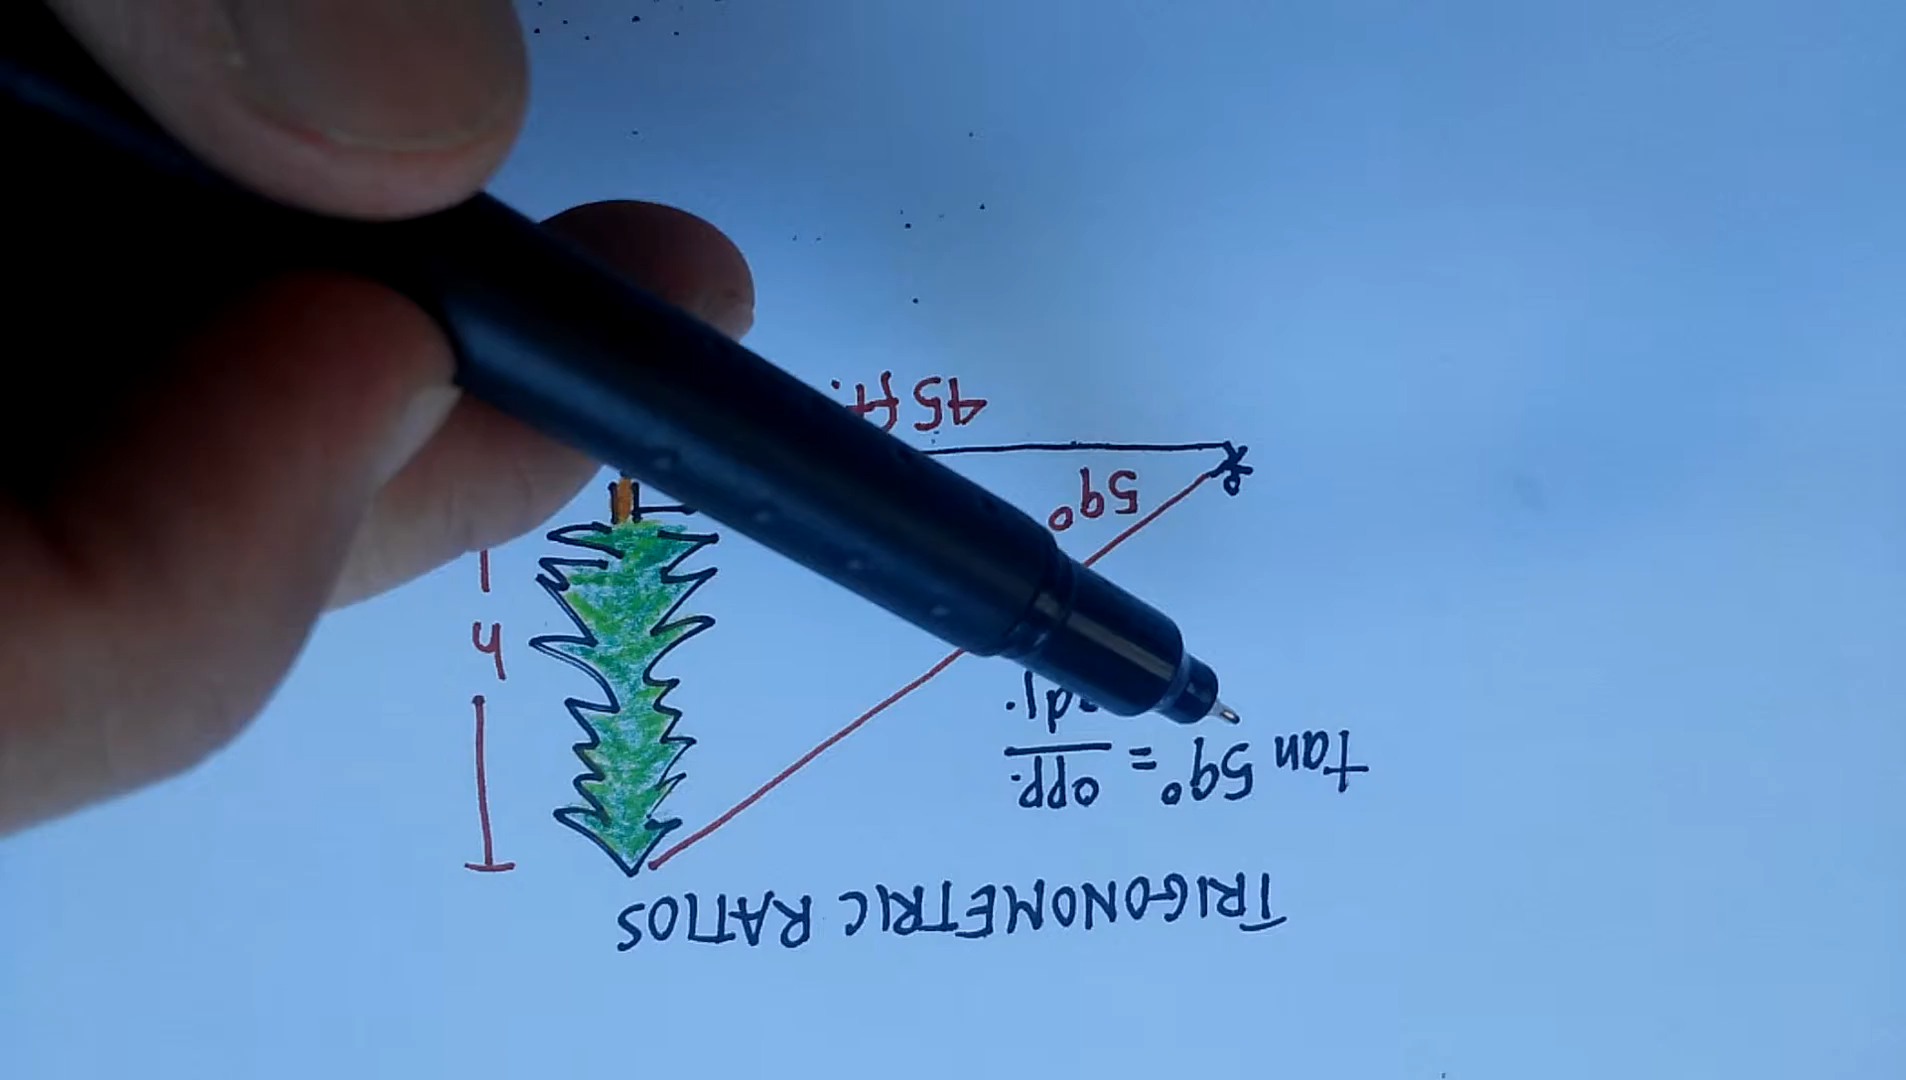 TRIGONOMETRIC RATIOS
tan 59° = opp.
59°
45 ft.
h